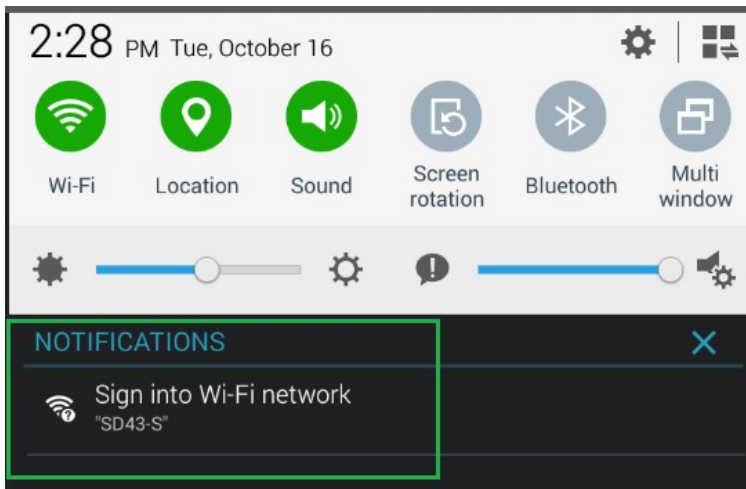 2:28 PM Tue, October 16
Wi-Fi
Location
Sound
Screen
rotation
Bluetooth
Multi
window
NOTIFICATIONS
Sign into Wi-Fi network
"SD43-S"